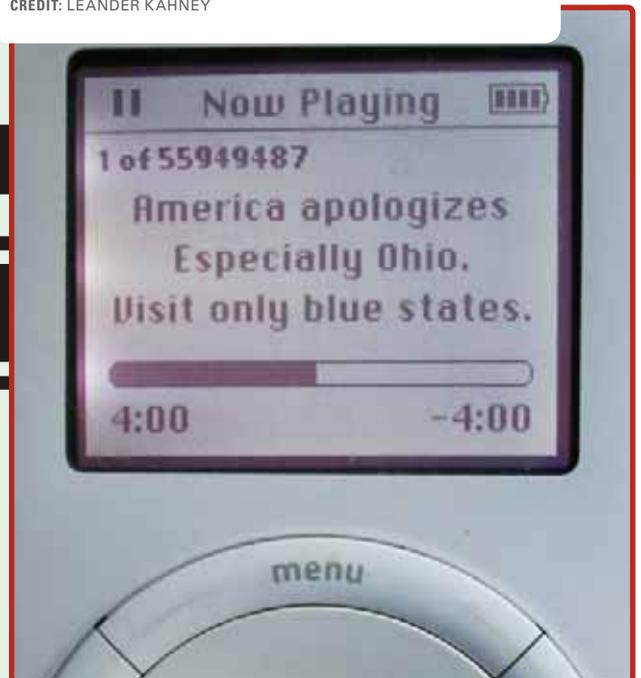 CREDIT: LEANDER KAHNEY
Now Playing
1 of 55949487
America apologizes
Especially Ohio.
Visit only blue states.
4:00 -4:00
menu